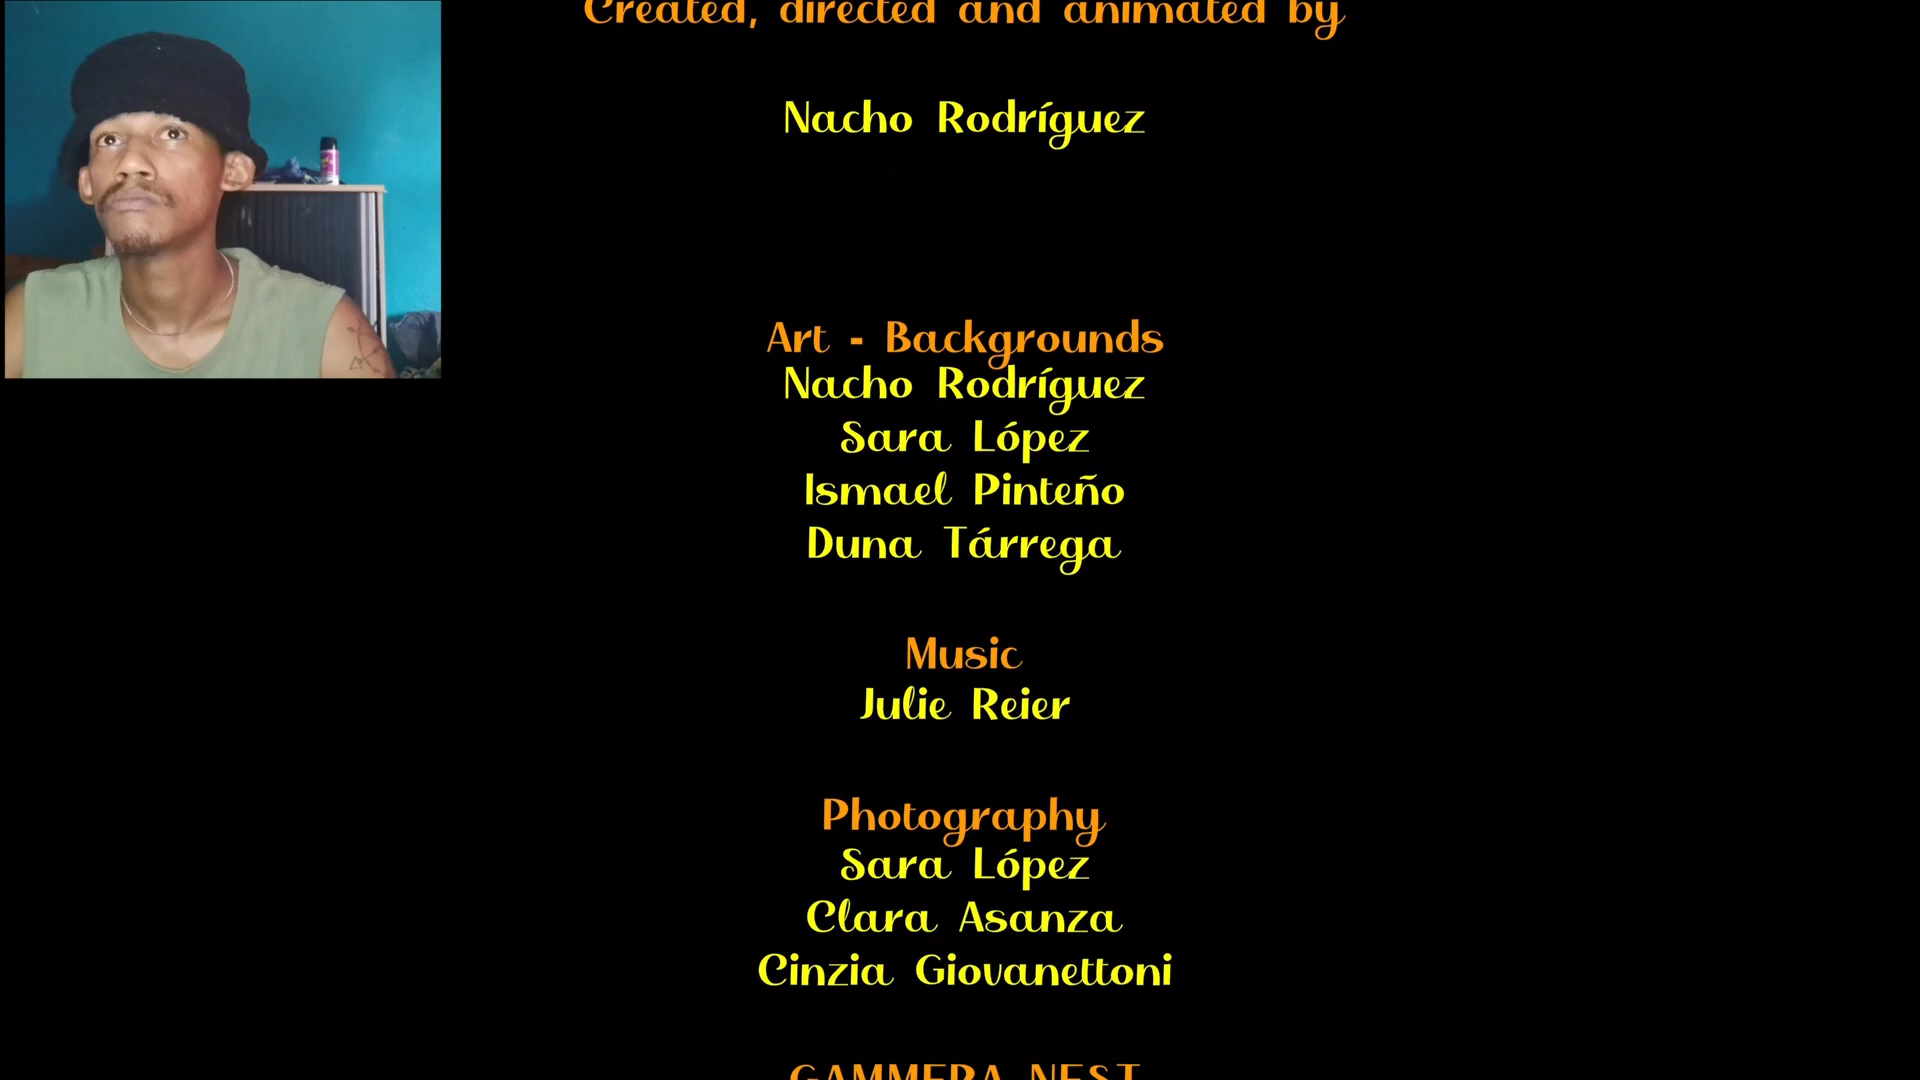 Created, directed and animated by
Nacho Rodríguez
Art - Backgrounds
Nacho Rodríguez
Sara López
Ismael Pinteño
Duna Tárrega
Music
Julie Reier
Photography
Sara López
Clara Asanza
Cinzia Giovanettoni
GAMMERA NEST